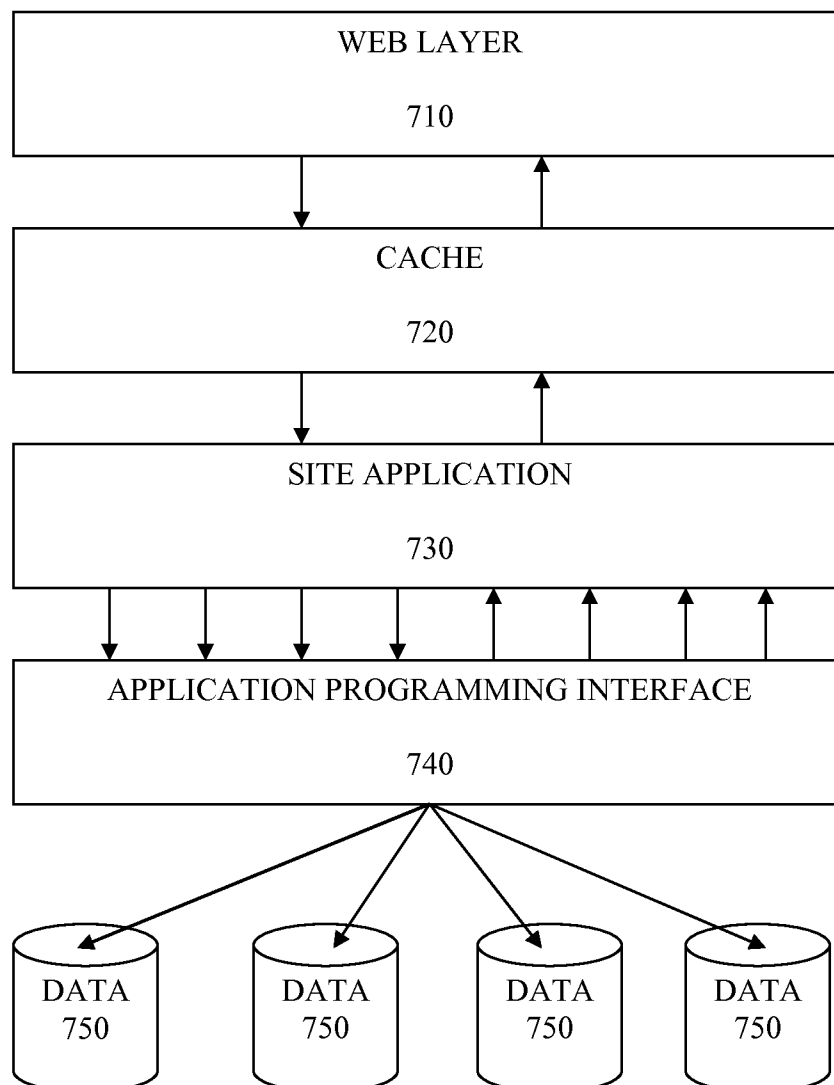 WEB LAYER
710
CACHE
720
SITE APPLICATION
730
APPLICATION PROGRAMMING INTERFACE
740
DATA DATA DATA DATA
750 750 750 750